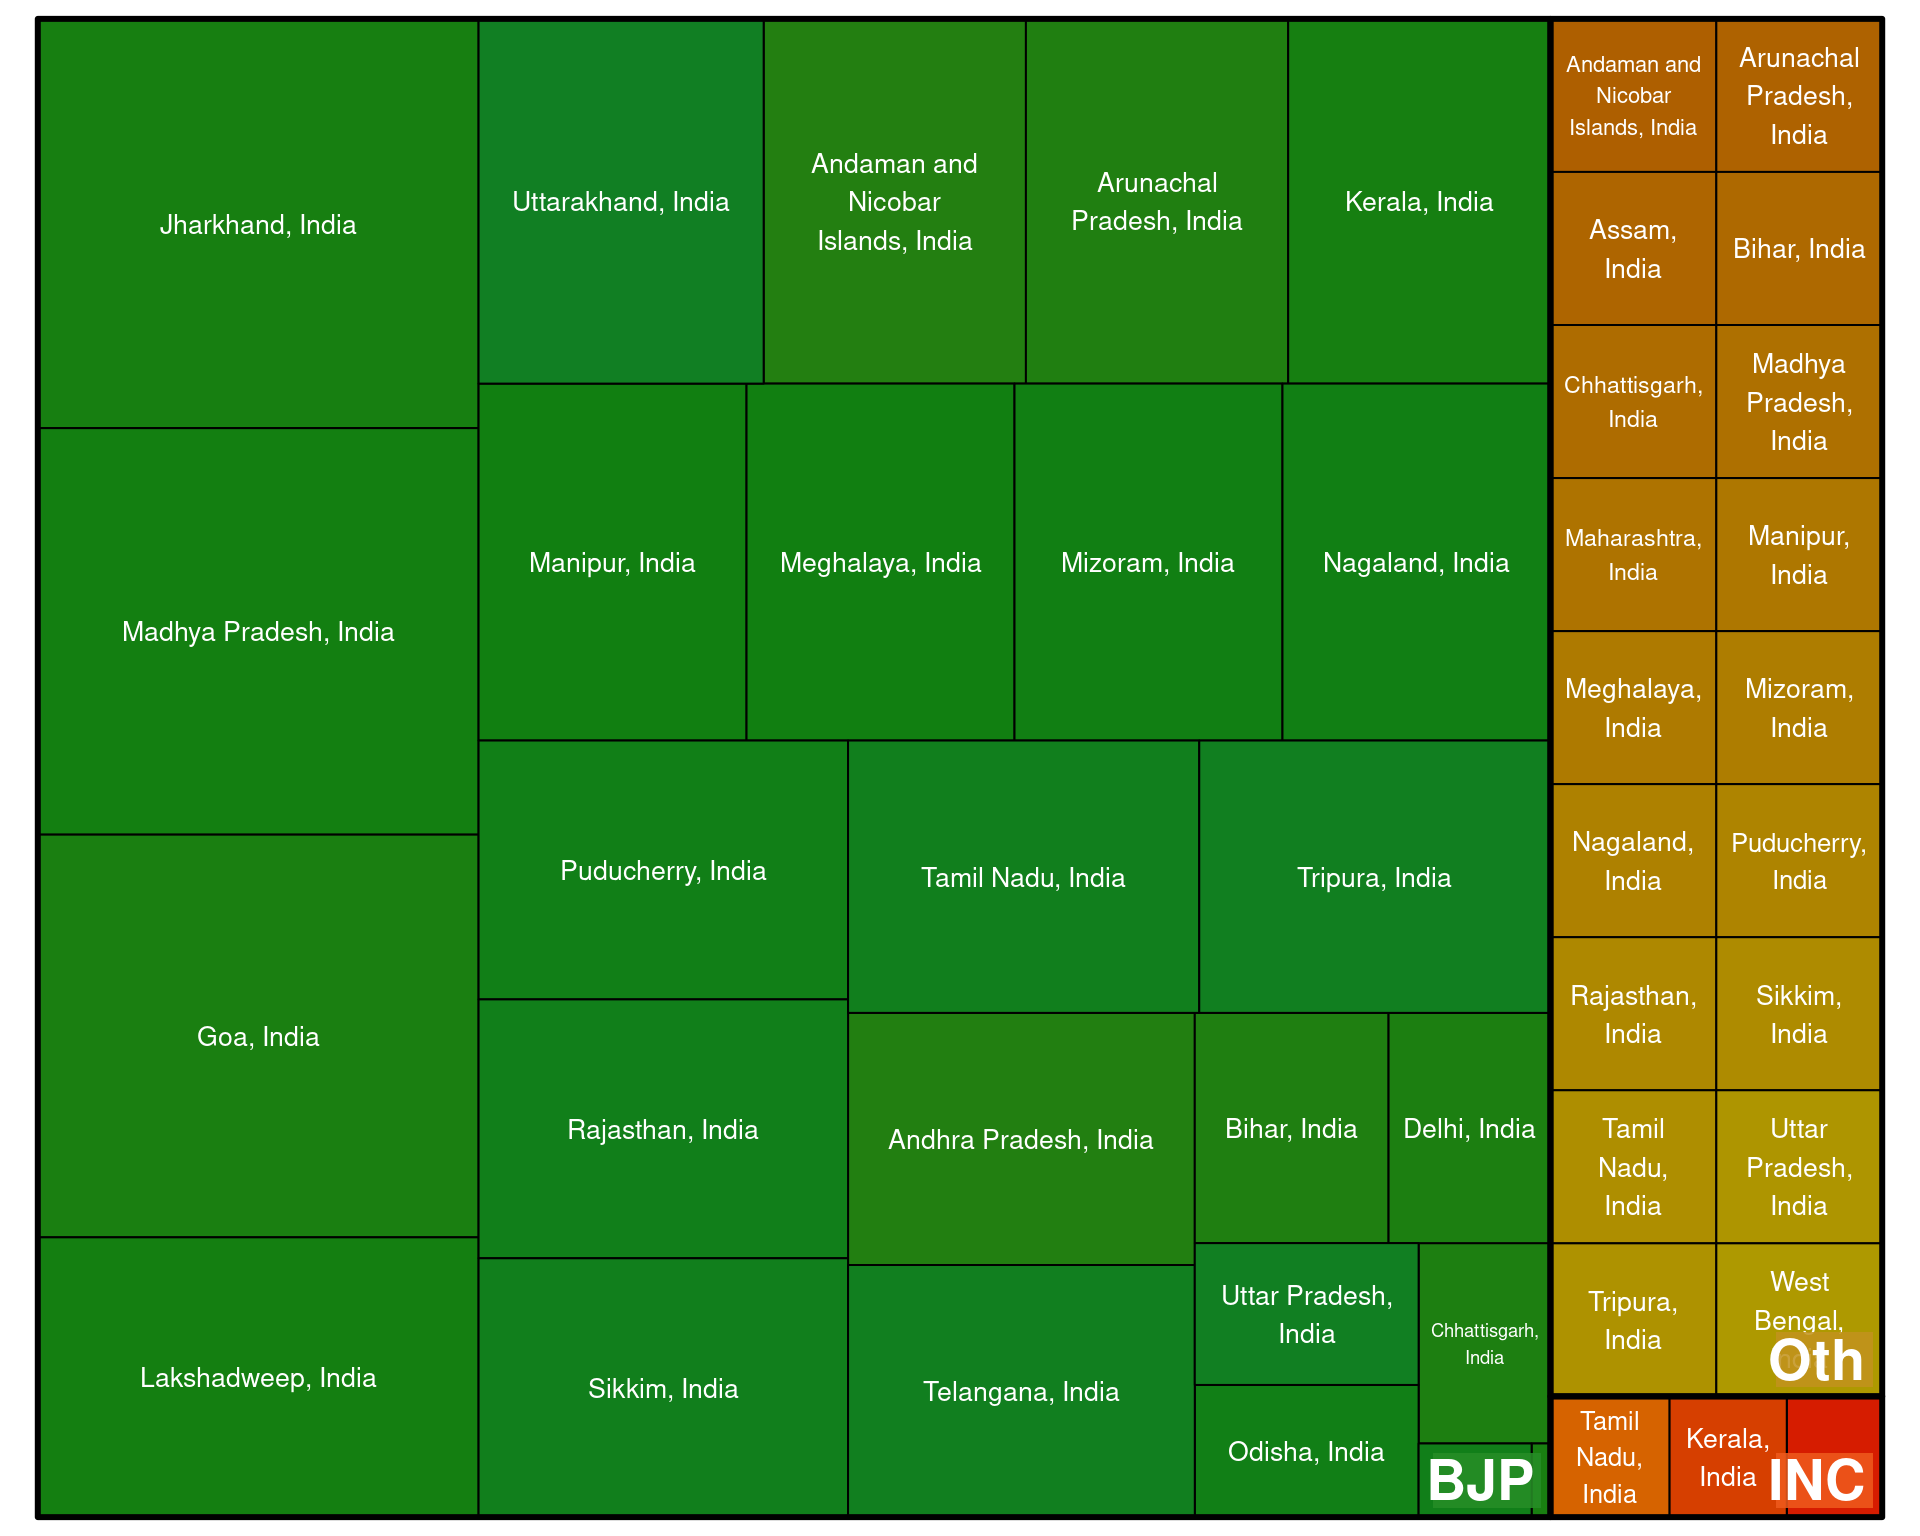 Jharkhand, India
Madhya Pradesh, India
Goa, India
Lakshadweep, India
Uttarakhand, India
Andaman and
Nicobar
Islands, India
Arunachal
Pradesh, India
Kerala, India
Manipur, India
Meghalaya, India
Mizoram, India
Nagaland, India
Puducherry, India
Rajasthan, India
Sikkim, India
Tamil Nadu, India
Tripura, India
Andhra Pradesh, India
Telangana, India
Bihar, India
Delhi, India
Uttar Pradesh,
India
Odisha, India
Chhattisgarh,
India
BJP
Andaman and
Nicobar
Islands, India
Arunachal
Pradesh,
India
Assam,
India
Bihar, India
Chhattisgarh,
India
Madhya
Pradesh,
India
Maharashtra,
India
Manipur,
India
Meghalaya,
India
Mizoram,
India
Nagaland,
India
Puducherry,
India
Rajasthan,
India
Sikkim,
India
Tamil
Nadu,
India
Uttar
Pradesh,
India
Tripura,
India
West
Bengal,
Oth
Tamil
Nadu,
India
Kerala,
India
INC